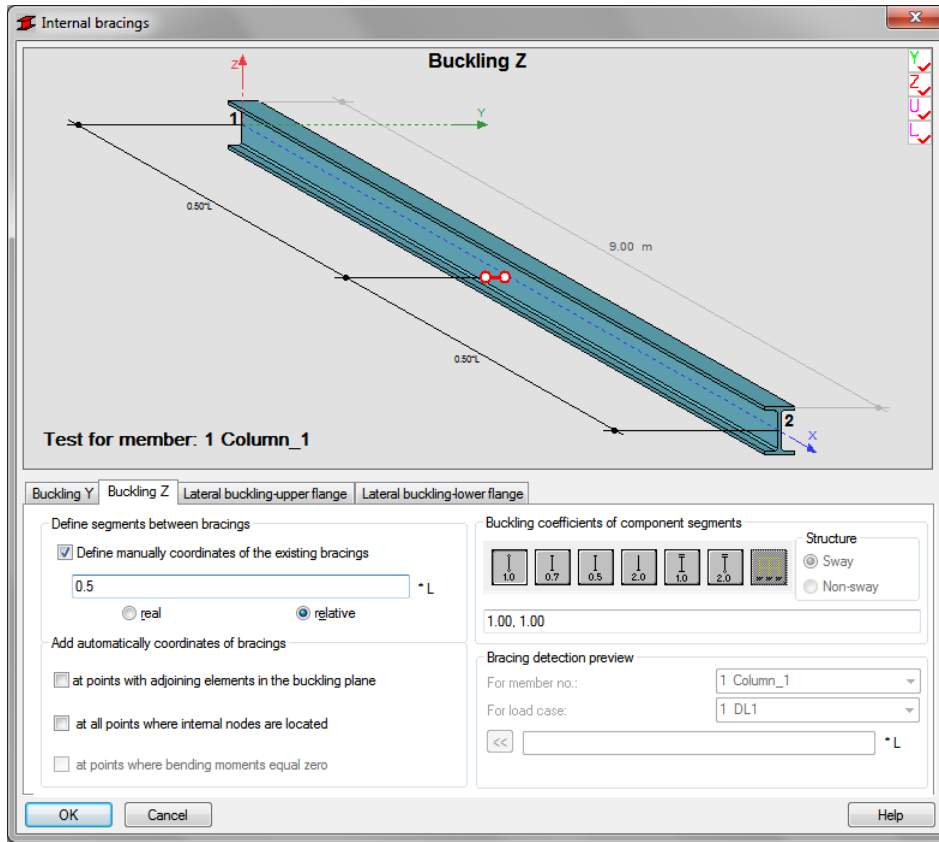 Internal bracings
Buckling Z
Z
Y
Z
U
L
1
Y
0.50*L
9.00 m
0.50*L
2
X
Test for member: 1 Column_1
Buckling Y Buckling Z Lateral buckling-upper flange Lateral buckling-lower flange
Define segments between bracings
Define manually coordinates of the existing bracings
0.5 * L
real relative
Add automatically coordinates of bracings
at points with adjoining elements in the buckling plane
at all points where internal nodes are located
at points where bending moments equal zero
Buckling coefficients of component segments
1.0 0.7 0.5 2.0 1.0 2.0
Structure
Sway
Non-sway
1.00, 1.00
Bracing detection preview
For member no.: 1 Column_1
For load case: 1 DL1
<< * L
OK Cancel Help